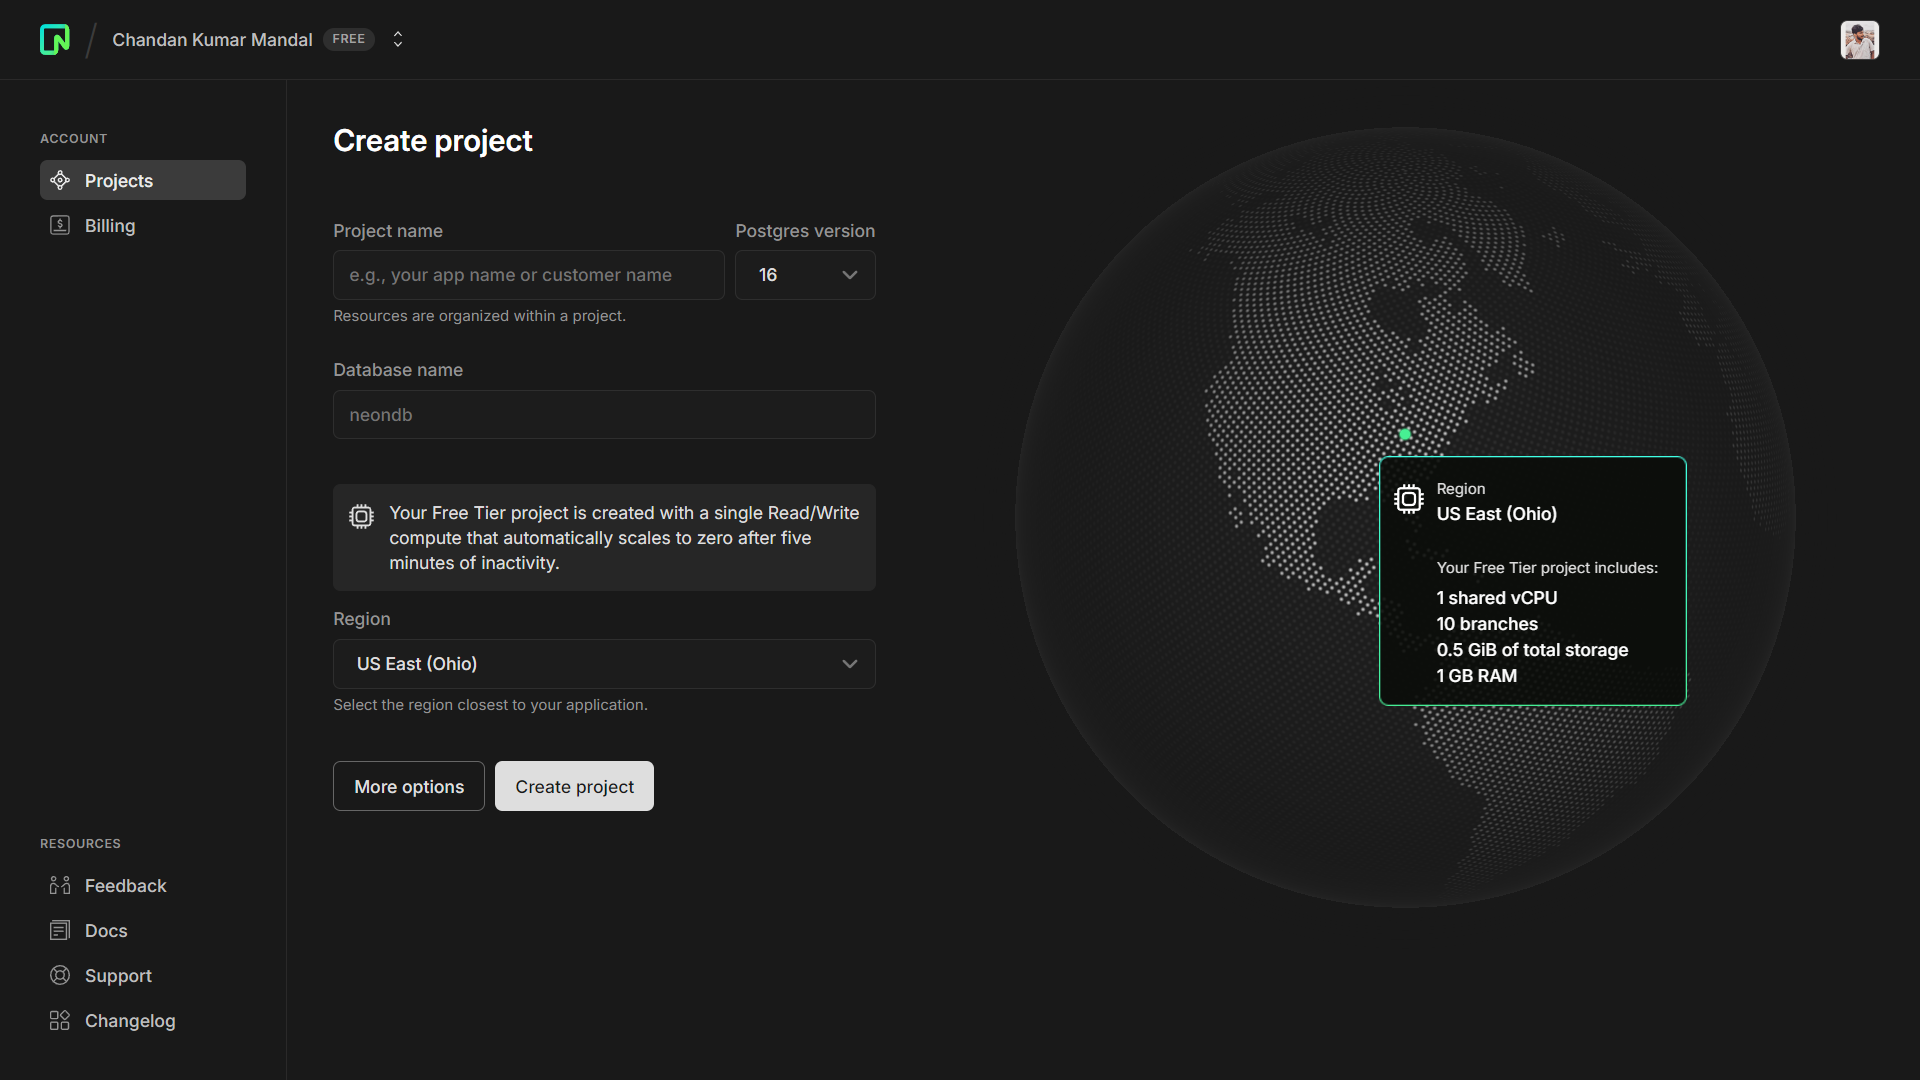 Chandan Kumar Mandal FREE
ACCOUNT
Projects
Billing
Create project
Project name
Postgres version
e.g., your app name or customer name
16
Resources are organized within a project.
Database name
neondb
Your Free Tier project is created with a single Read/Write
compute that automatically scales to zero after five
minutes of inactivity.
Region
US East (Ohio)
Select the region closest to your application.
More options
Create project
Region
US East (Ohio)
Your Free Tier project includes:
1 shared vCPU
10 branches
0.5 GiB of total storage
1 GB RAM
RESOURCES
Feedback
Docs
Support
Changelog